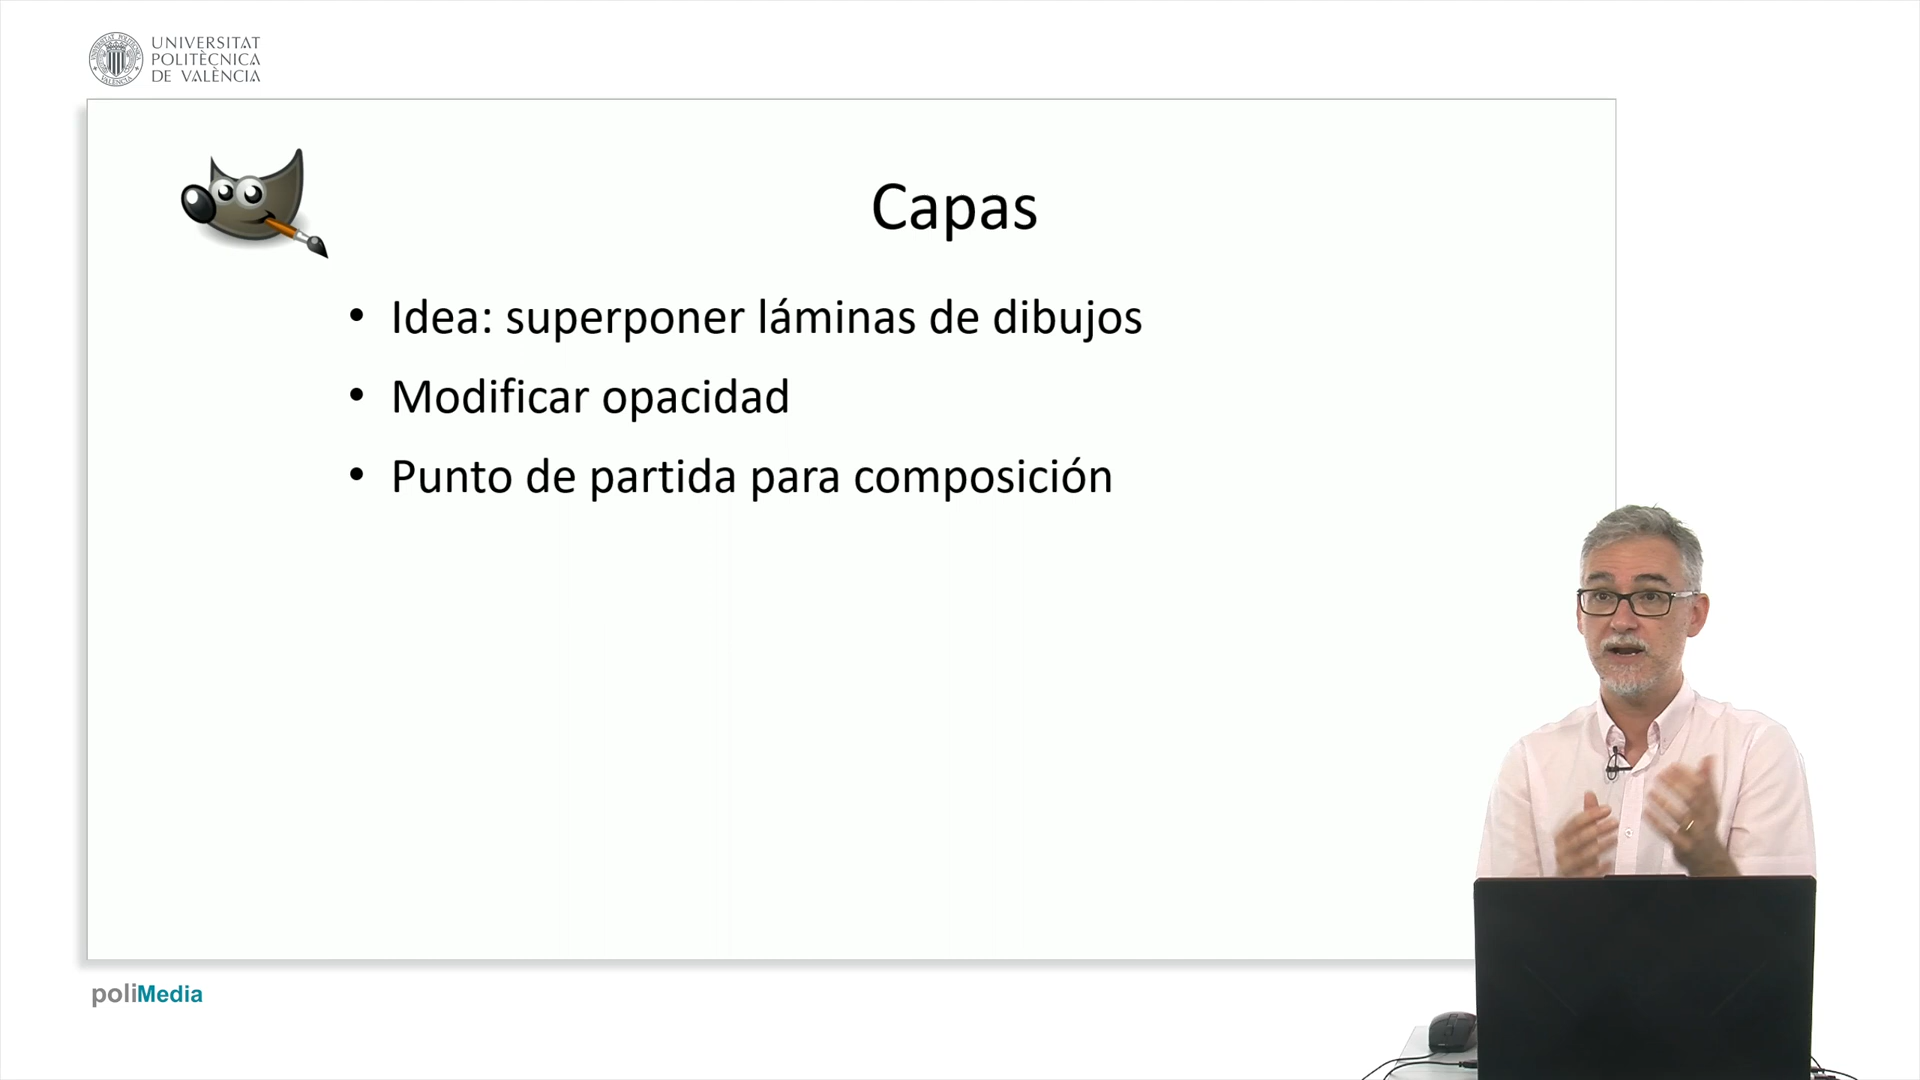 UNIVERSITAT
POLITÈCNICA
DE VALÈNCIA
Capas
• Idea: superponer láminas de dibujos
• Modificar opacidad
• Punto de partida para composición
poliMedia